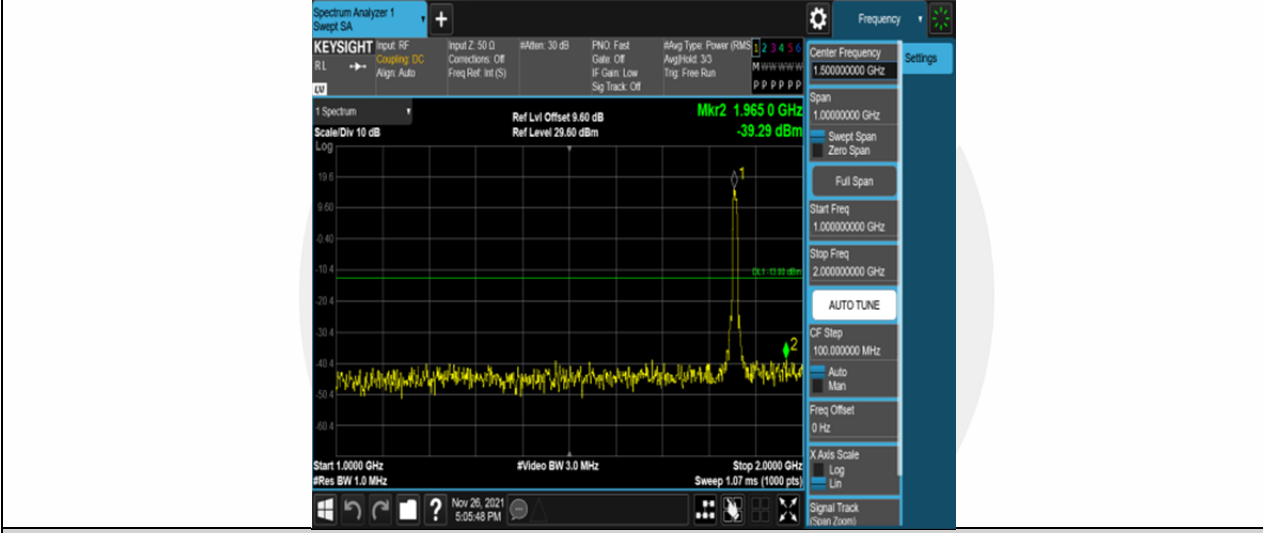 Spectrum Analyzer 1
Swept SA
+
Frequency
KEYSIGHT
RL
LXI
Input: RF
Coupling: DC
Align: Auto
Input Z: 50 Ω
Corrections: Off
Freq Ref: Int (S)
#Atten: 30 dB
PNO: Fast
Gate: Off
IF Gain: Low
Sig Track: Off
#Avg Type: Power (RMS
Avg|Hold: 3/3
Trig: Free Run
1 2 3 4 5 6
M W W W W W
P P P P P P
Center Frequency
1.500000000 GHz
Settings
Span
1.00000000 GHz
Swept Span
Zero Span
Full Span
Start Freq
1.000000000 GHz
Stop Freq
2.000000000 GHz
AUTO TUNE
CF Step
100.000000 MHz
Auto
Man
Freq Offset
0 Hz
X Axis Scale
Log
Lin
Signal Track
(Span Zoom)
1 Spectrum
Scale/Div 10 dB
Log
Ref Lvl Offset 9.60 dB
Ref Level 29.60 dBm
Mkr2 1.965 0 GHz
-39.29 dBm
19.6
9.60
-0.40
-10.4
-20.4
-30.4
-40.4
-50.4
-60.4
1
DL1 -13.00 dBm
2
Start 1.0000 GHz
#Res BW 1.0 MHz
#Video BW 3.0 MHz
Stop 2.0000 GHz
Sweep 1.07 ms (1000 pts)
?
Nov 26, 2021
5:05:48 PM